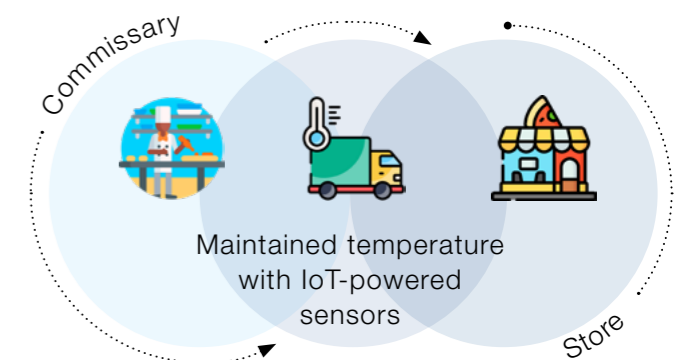 Commissary
Maintained temperature
with IoT-powered
sensors
Store